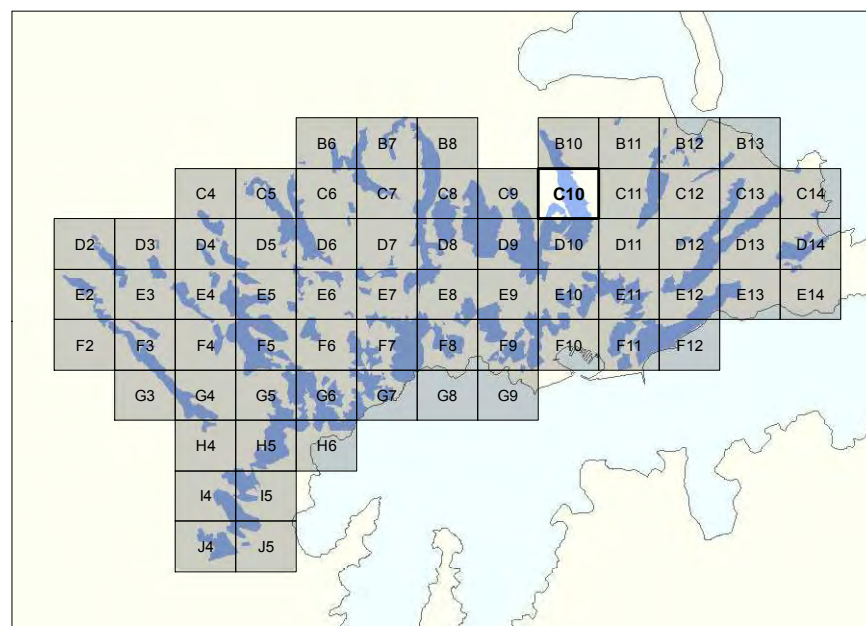 B6 B7 B8 B10 B11 B12 B13
C4 C5 C6 C7 C8 C9 C10 C11 C12 C13 C14
D2 D3 D4 D5 D6 D7 D8 D9 D10 D11 D12 D13 D14
E2 E3 E4 E5 E6 E7 E8 E9 E10 E11 E12 E13 E14
F2 F3 F4 F5 F6 F7 F8 F9 F10 F11 F12
G3 G4 G5 G6 G7 G8 G9
H4 H5 H6
I4 I5
J4 J5